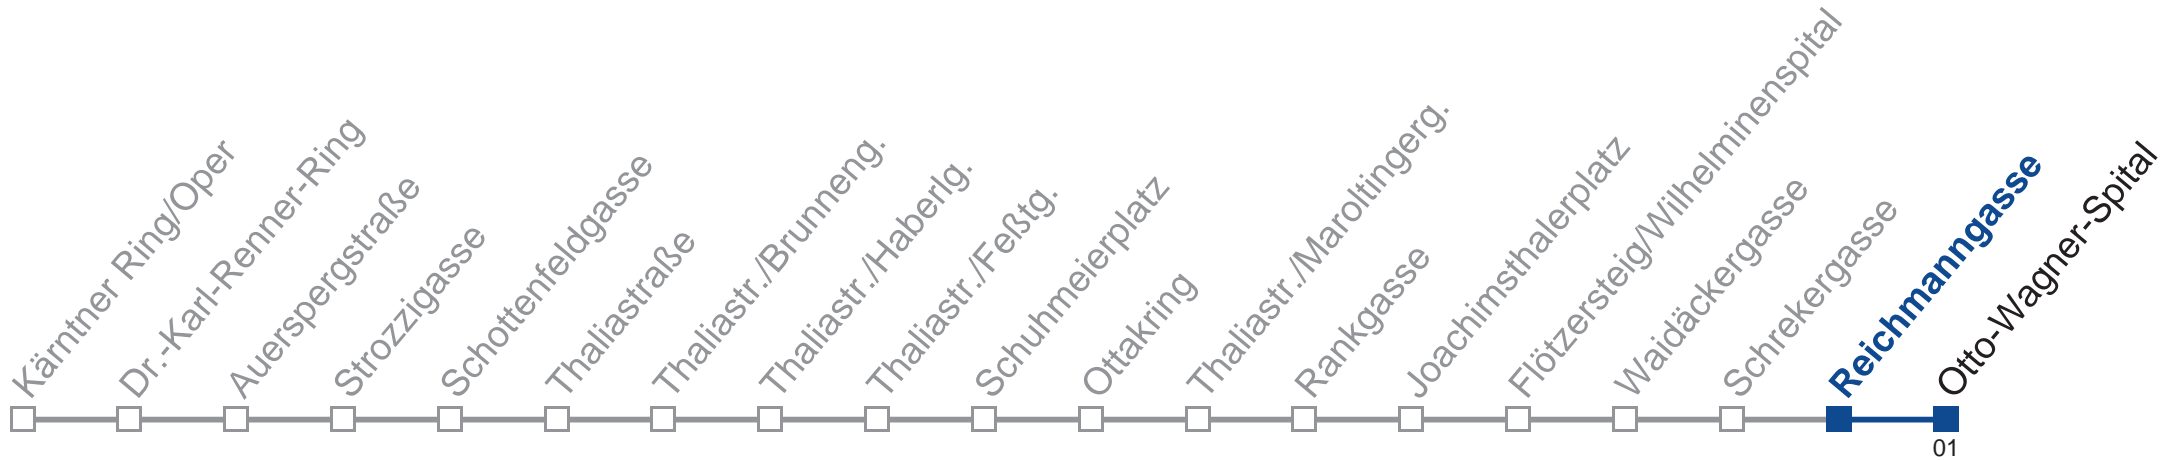 Kärntner Ring/Oper
Dr.-Karl-Renner-Ring
Auerspergstraße
Strozzigasse
Schottenfeldgasse
Thaliastraße
Thaliastr./Brunneng.
Thaliastr./Haberlg.
Thaliastr./Feßtg.
Schuhmeierplatz
Ottakring
Thaliastr./Maroltingerg.
Rankgasse
Joachimsthalerplatz
Flötzersteig/Wilhelminenspital
Waidäckergasse
Schrekergasse
Reichmanngasse
Otto-Wagner-Spital
01